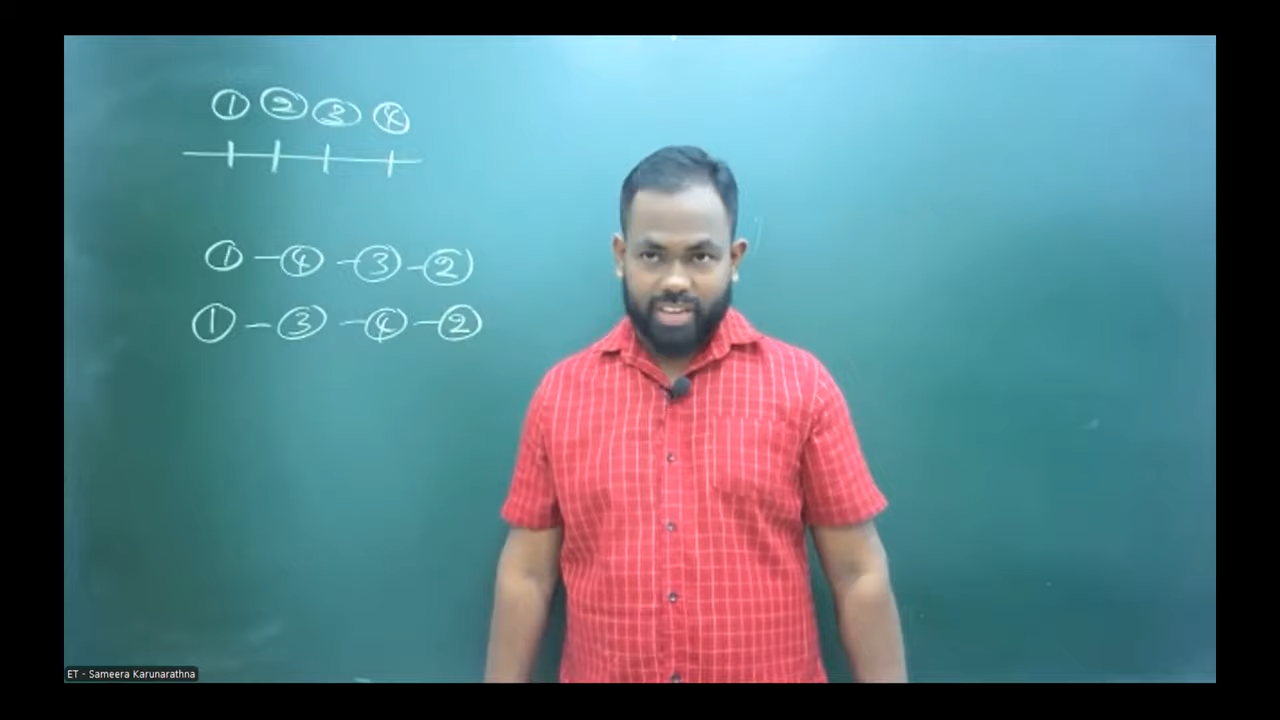 ① ② ③ ④
① - ④ - ③ - ②
① - ③ - ④ - ②
ET - Sameera Karunarathna